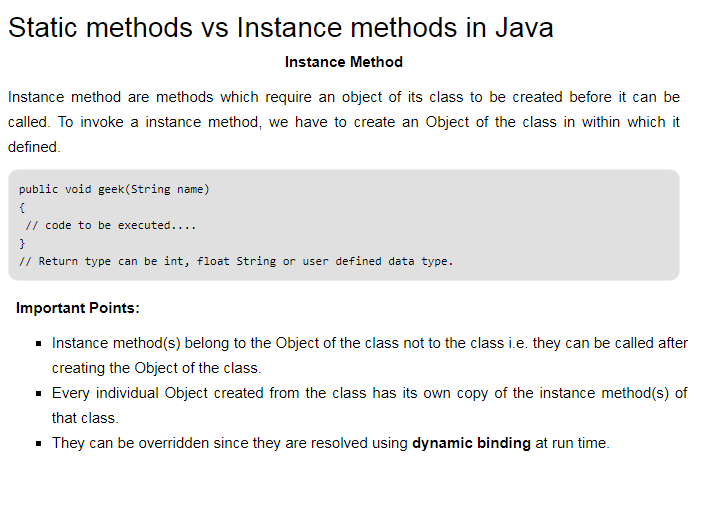 Static methods vs Instance methods in Java
Instance Method
Instance method are methods which require an object of its class to be created before it can be
called. To invoke a instance method, we have to create an Object of the class in within which it
defined.
public void geek(String name)
{
// code to be executed....
}
// Return type can be int, float String or user defined data type.
Important Points:
▪ Instance method(s) belong to the Object of the class not to the class i.e. they can be called after
creating the Object of the class.
▪ Every individual Object created from the class has its own copy of the instance method(s) of
that class.
▪ They can be overridden since they are resolved using dynamic binding at run time.